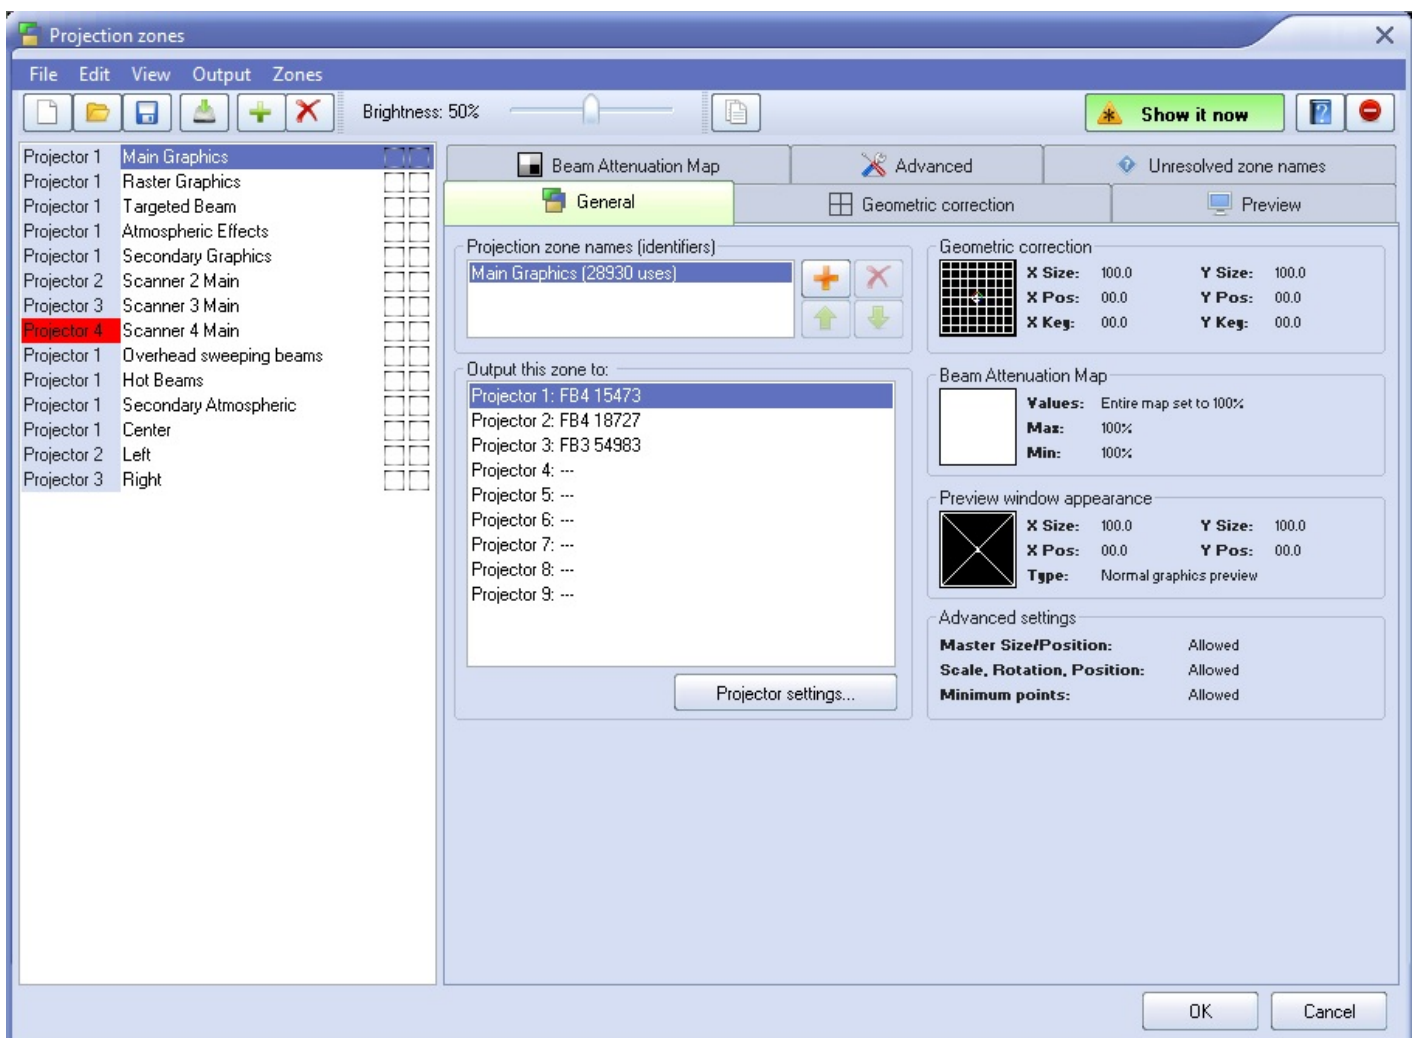 Projection zones
File Edit View Output Zones
Brightness: 50%
Show it now
Projector 1 Main Graphics
Projector 1 Raster Graphics
Projector 1 Targeted Beam
Projector 1 Atmospheric Effects
Projector 1 Secondary Graphics
Projector 2 Scanner 2 Main
Projector 3 Scanner 3 Main
Projector 4 Scanner 4 Main
Projector 1 Overhead sweeping beams
Projector 1 Hot Beams
Projector 1 Secondary Atmospheric
Projector 1 Center
Projector 2 Left
Projector 3 Right
Beam Attenuation Map Advanced Unresolved zone names
General Geometric correction Preview
Projection zone names (identifiers)
Main Graphics (28930 uses)
Output this zone to:
Projector 1: FB4 15473
Projector 2: FB4 18727
Projector 3: FB3 54983
Projector 4: ---
Projector 5: ---
Projector 6: ---
Projector 7: ---
Projector 8: ---
Projector 9: ---
Projector settings...
Geometric correction
X Size: 100.0 Y Size: 100.0
X Pos: 00.0 Y Pos: 00.0
X Key: 00.0 Y Key: 00.0
Beam Attenuation Map
Values: Entire map set to 100%
Max: 100%
Min: 100%
Preview window appearance
X Size: 100.0 Y Size: 100.0
X Pos: 00.0 Y Pos: 00.0
Type: Normal graphics preview
Advanced settings
Master Size/Position: Allowed
Scale, Rotation, Position: Allowed
Minimum points: Allowed
OK Cancel